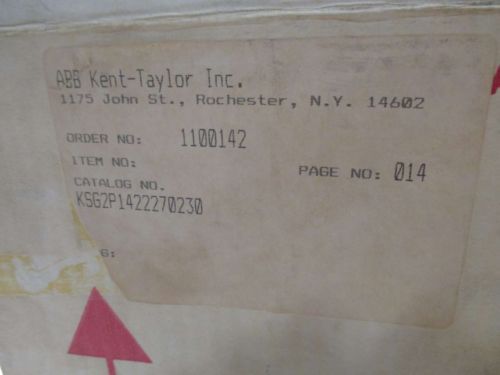 ABB Kent-Taylor Inc.
1175 John St., Rochester, N.Y. 14602
ORDER NO: 1100142
ITEM NO:
PAGE NO: 014
CATALOG NO.
KSG2P1422270230
G: